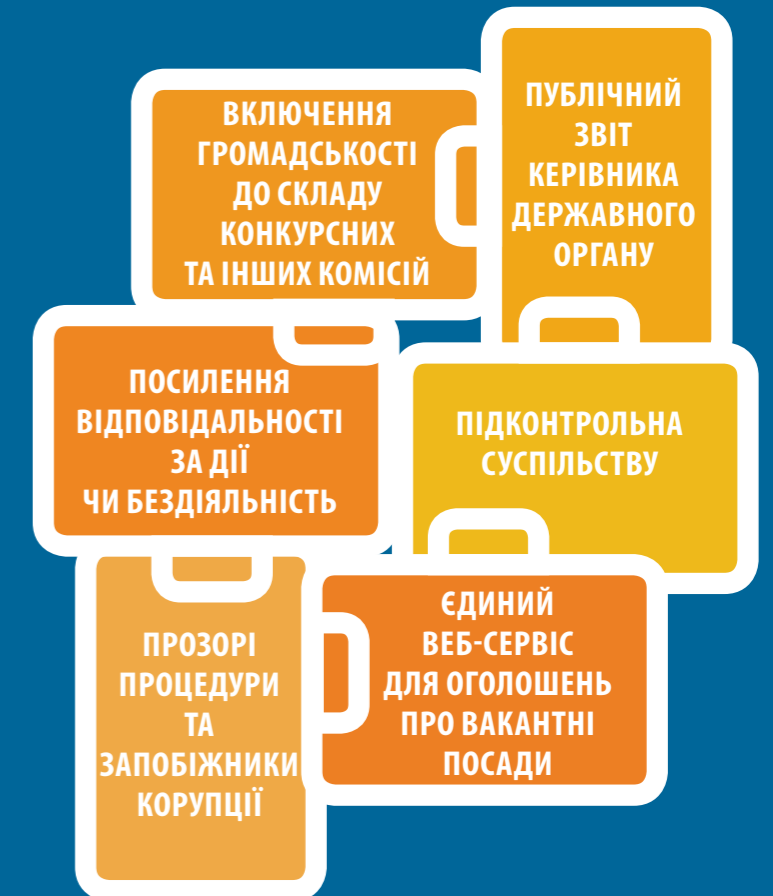 ВКЛЮЧЕННЯ
ГРОМАДСЬКОСТІ
ДО СКЛАДУ
КОНКУРСНИХ
ТА ІНШИХ КОМІСІЙ
ПУБЛІЧНИЙ
ЗВІТ
КЕРІВНИКА
ДЕРЖАВНОГО
ОРГАНУ
ПОСИЛЕННЯ
ВІДПОВІДАЛЬНОСТІ
ЗА ДІЇ
ЧИ БЕЗДІЯЛЬНІСТЬ
ПІДКОНТРОЛЬНА
СУСПІЛЬСТВУ
ПРОЗОРІ
ПРОЦЕДУРИ
ТА
ЗАПОБІЖНИКИ
КОРУПЦІЇ
ЄДИНИЙ
ВЕБ-СЕРВІС
ДЛЯ ОГОЛОШЕНЬ
ПРО ВАКАНТНІ
ПОСАДИ